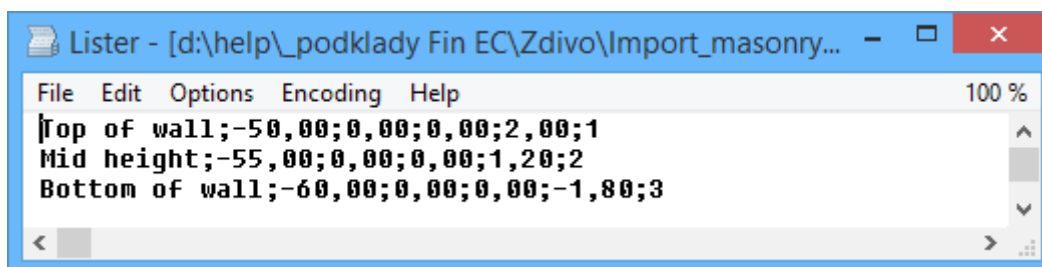 Lister - [d:\help\_podklady Fin EC\Zdivo\Import_masonry...
File Edit Options Encoding Help 100 %
Top of wall;-50,00;0,00;0,00;2,00;1
Mid height;-55,00;0,00;0,00;1,20;2
Bottom of wall;-60,00;0,00;0,00;-1,80;3